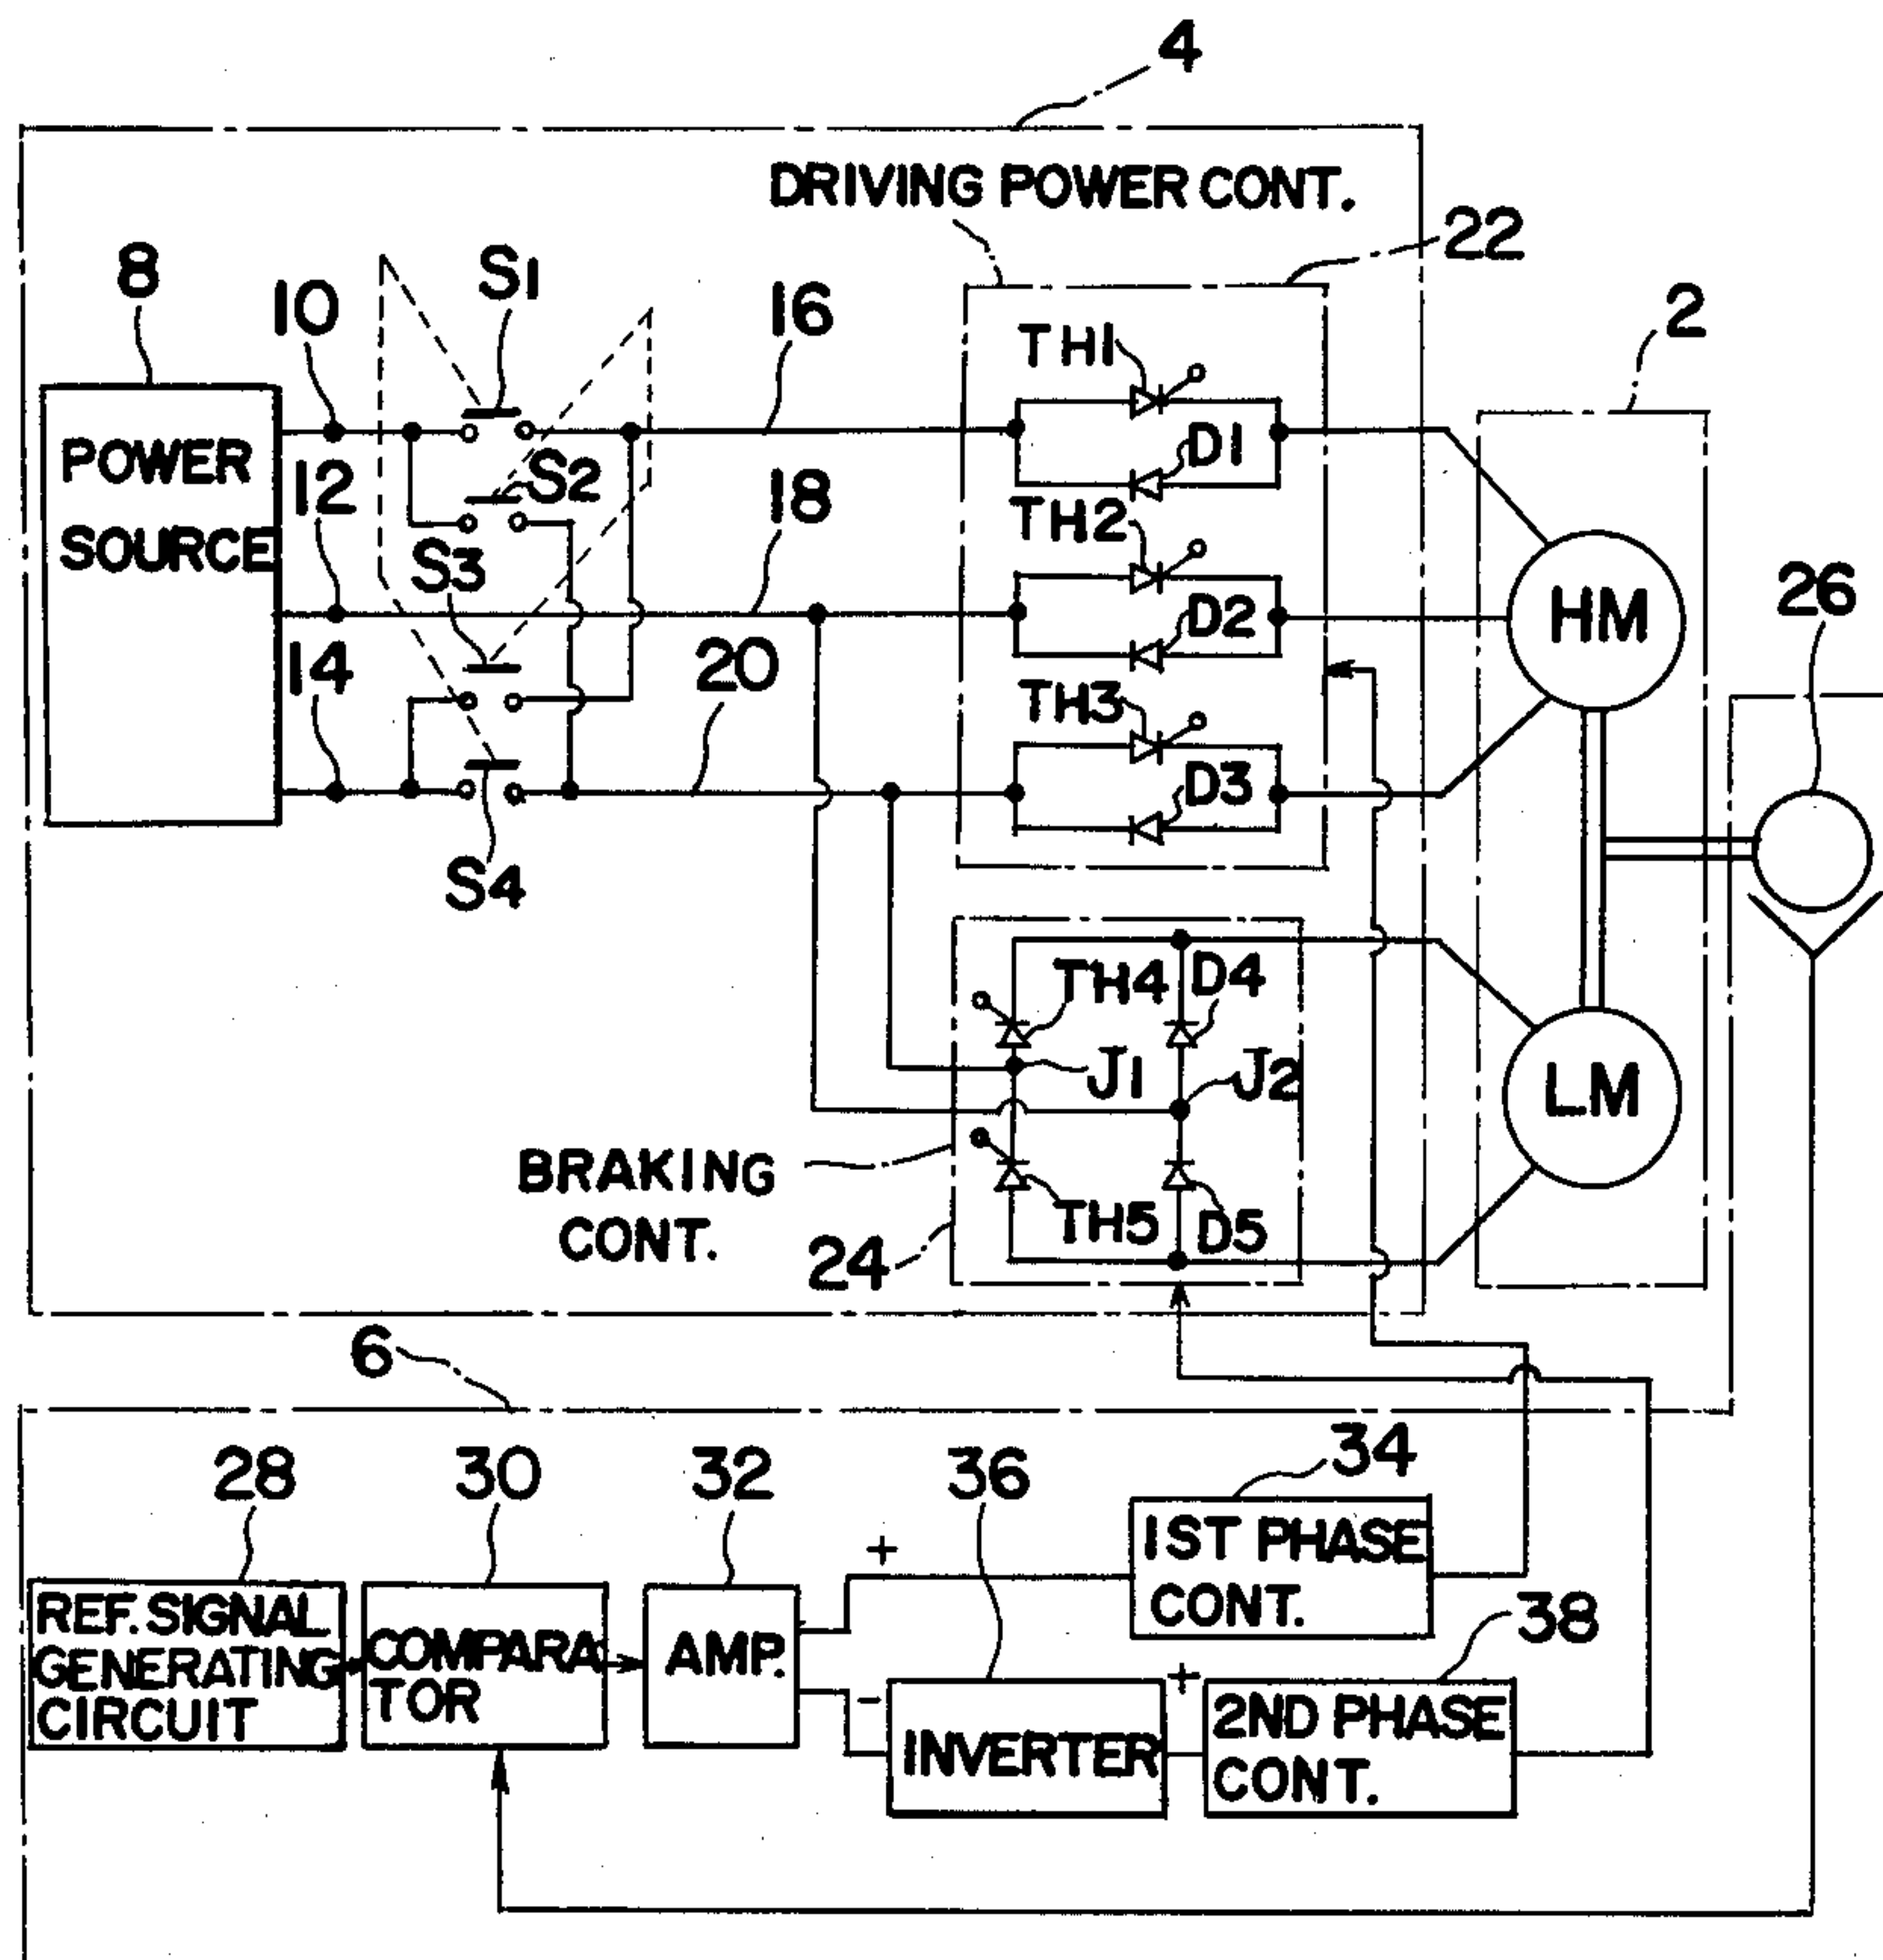 4
DRIVING POWER CONT.
22
8
10
S1
16
2
TH1
D1
POWER
SOURCE
12
S2
18
TH2
HM
26
S3
D2
14
20
TH3
D3
S4
TH4
D4
J1
J2
LM
BRAKING
CONT.
24
TH5
D5
6
28
30
32
36
34
+
1ST PHASE
CONT.
38
REF. SIGNAL
GENERATING
CIRCUIT
COMPARA
TOR
AMP.
-
INVERTER
+
2ND PHASE
CONT.